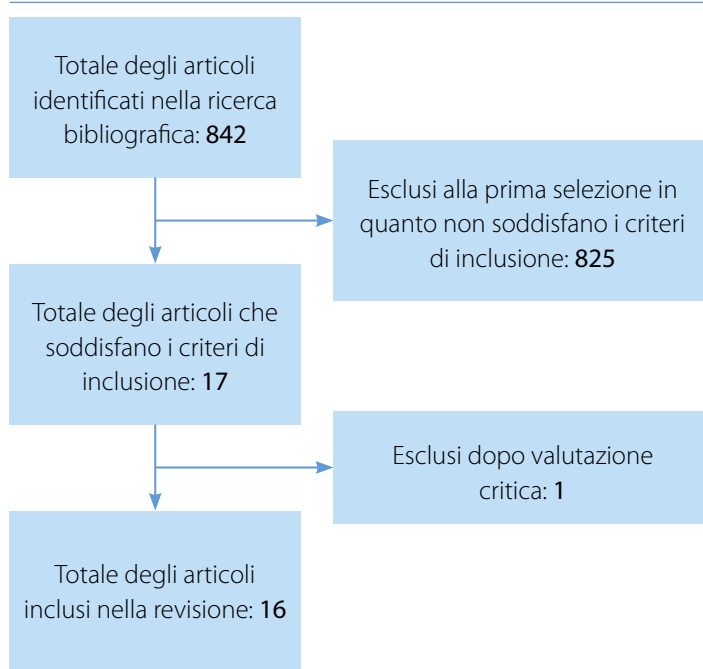 Totale degli articoli
identificati nella ricerca
bibliografica: 842
Esclusi alla prima selezione in
quanto non soddisfano i criteri
di inclusione: 825
Totale degli articoli che
soddisfano i criteri di
inclusione: 17
Esclusi dopo valutazione
critica: 1
Totale degli articoli
inclusi nella revisione: 16